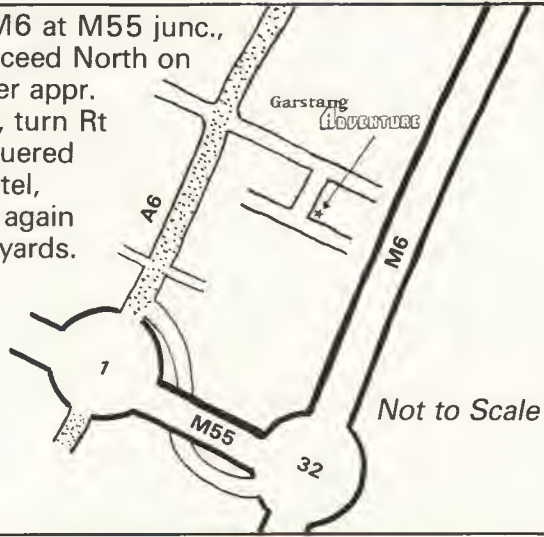 M6 at M55 junc.,
ceed North on
er appr.
, turn Rt
uered
tel,
again
yards.
Garstang
ADVENTURE
A6
M6
1
M55
32
Not to Scale